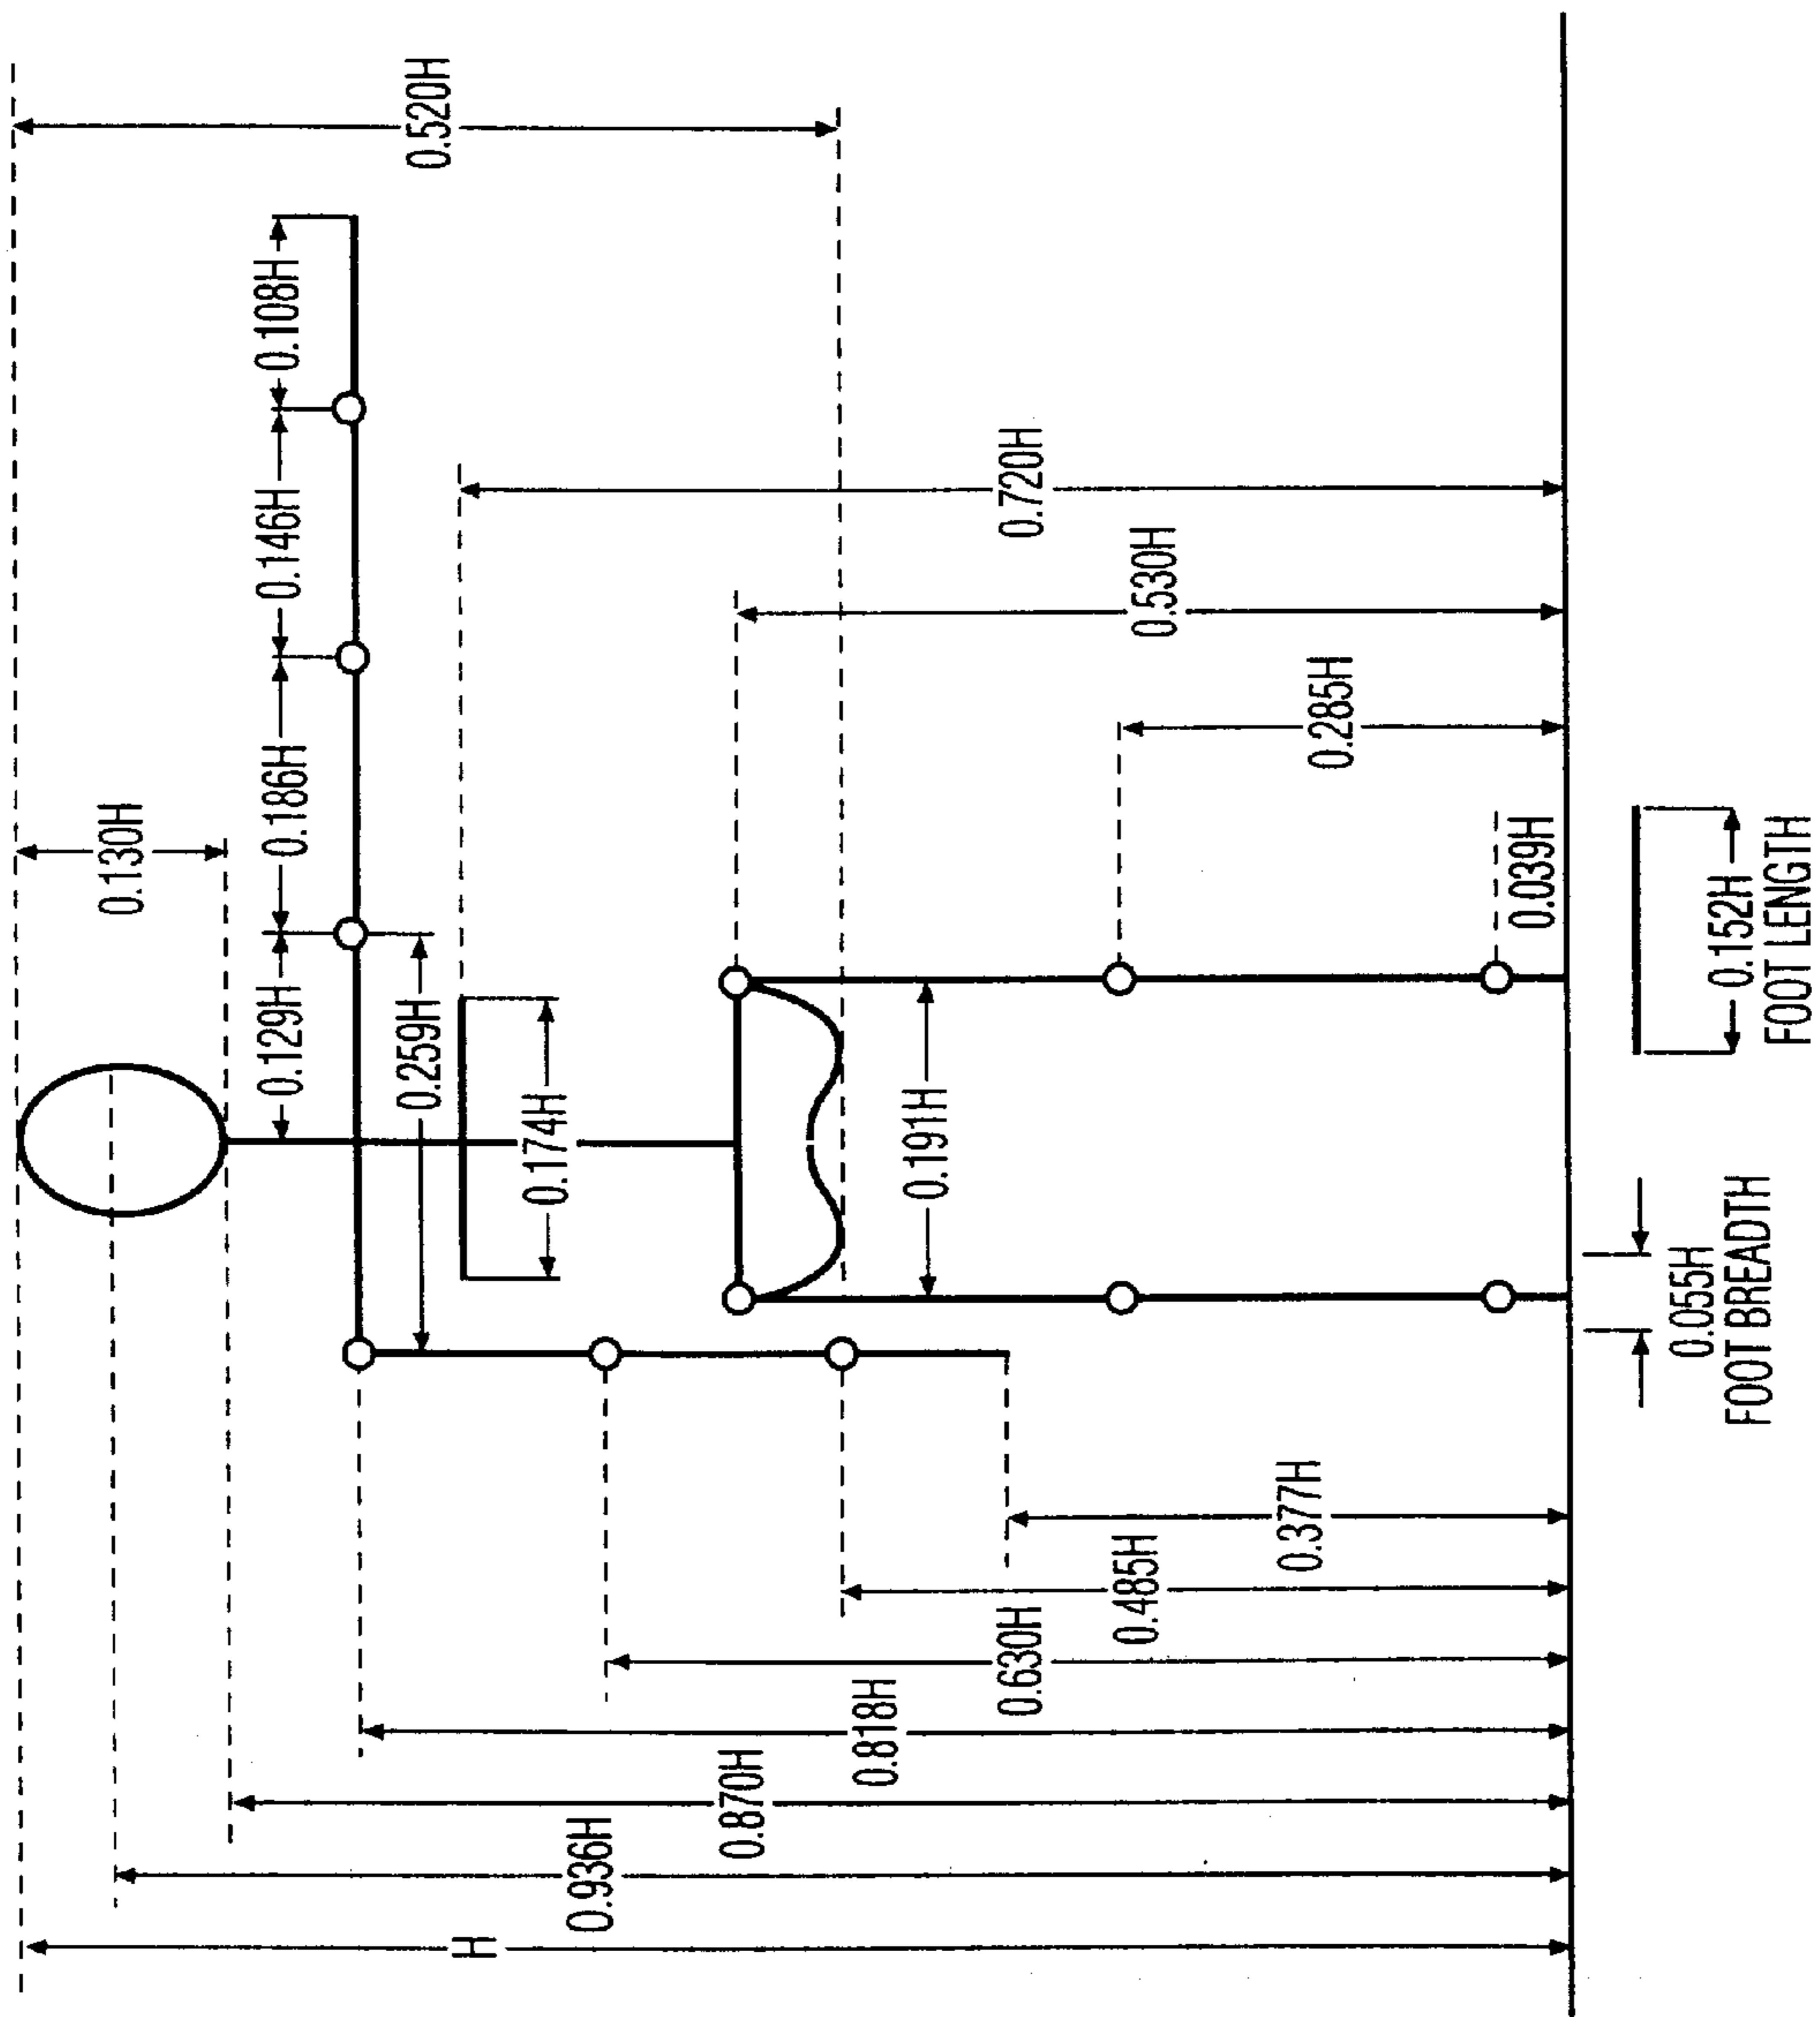 H
0.936H
0.870H
0.818H
0.630H
0.485H
0.377H
0.130H
0.129H
0.186H
0.146H
0.108H
0.259H
0.174H
0.191H
0.520H
0.720H
0.530H
0.285H
0.039H
0.055H
FOOT BREADTH
0.152H
FOOT LENGTH